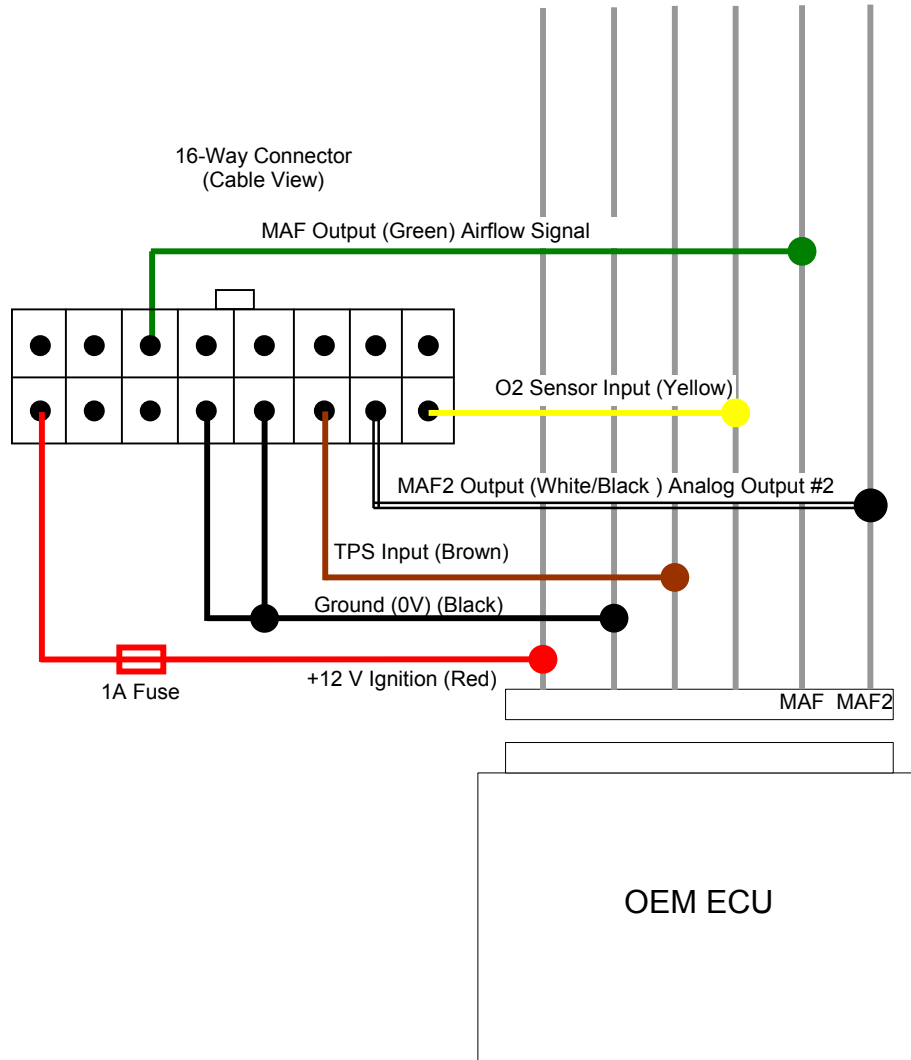 16-Way Connector
(Cable View)
MAF Output (Green) Airflow Signal
O2 Sensor Input (Yellow)
MAF2 Output (White/Black ) Analog Output #2
TPS Input (Brown)
Ground (0V) (Black)
+12 V Ignition (Red)
1A Fuse
MAF MAF2
OEM ECU